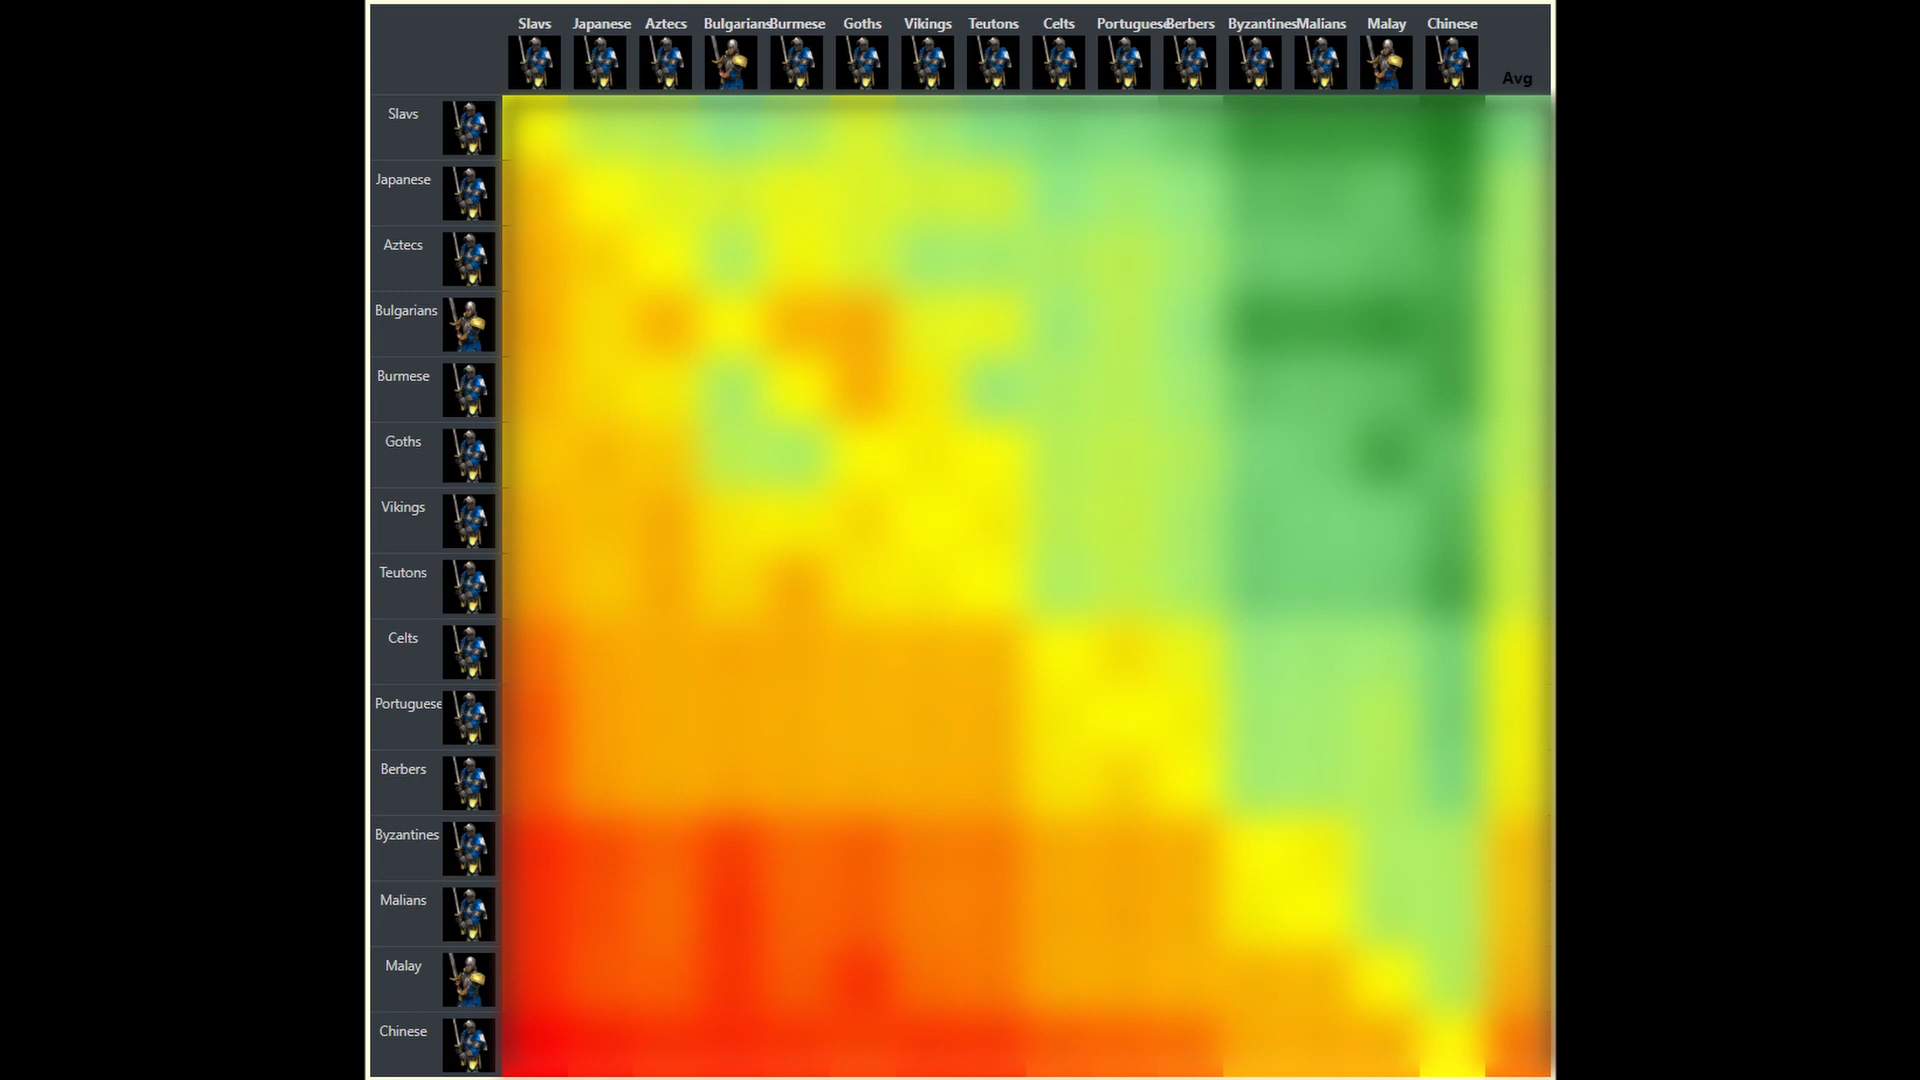 Slavs Japanese Aztecs Bulgarians Burmese Goths Vikings Teutons Celts Portuguese Berbers Byzantines Malians Malay Chinese
Avg
Slavs
Japanese
Aztecs
Bulgarians
Burmese
Goths
Vikings
Teutons
Celts
Portuguese
Berbers
Byzantines
Malians
Malay
Chinese